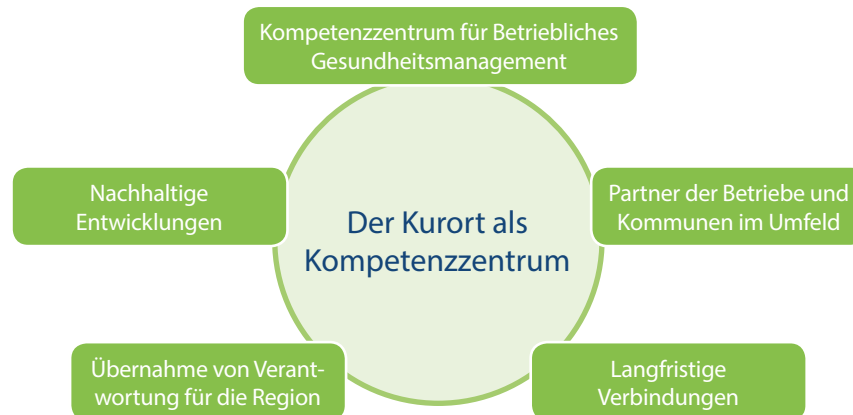 Kompetenzzentrum für Betriebliches
Gesundheitsmanagement
Nachhaltige
Entwicklungen
Partner der Betriebe und
Kommunen im Umfeld
Der Kurort als
Kompetenzzentrum
Übernahme von Verant-
wortung für die Region
Langfristige
Verbindungen